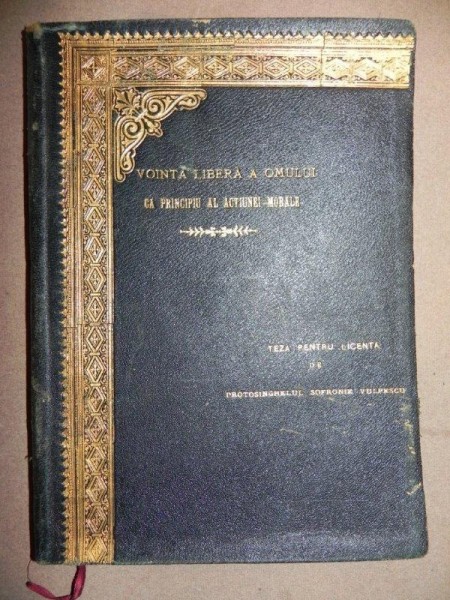 VOINTA LIBERA A OMULUI
CA PRINCIPIU AL ACTIUNEI MORALE
TEZA PENTRU LICENTA
DE
PROTOSINGHELUL SOFRONIE VULPESCU